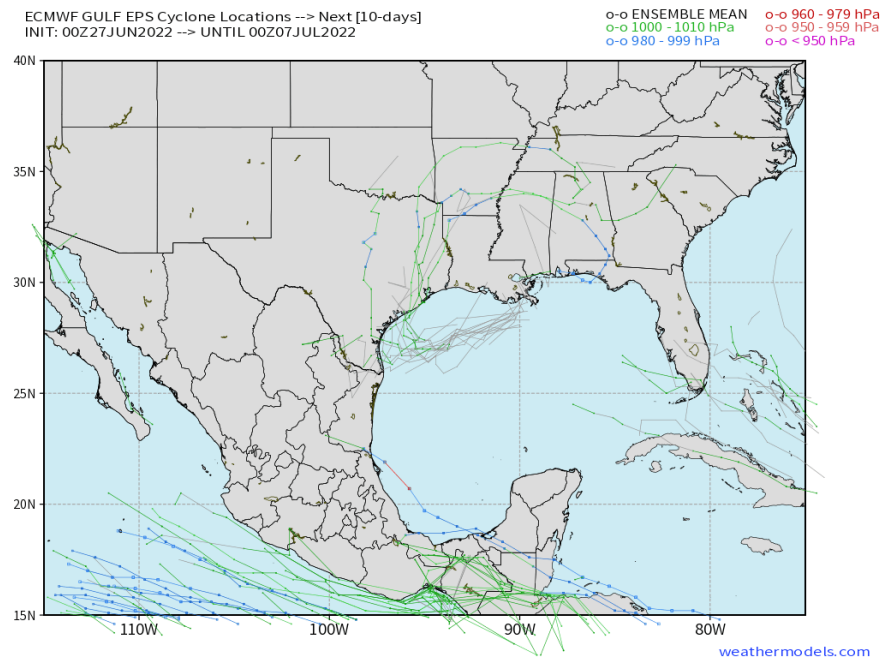 ECMWF GULF EPS Cyclone Locations --> Next [10-days]
INIT: 00Z27JUN2022 --> UNTIL 00Z07JUL2022
o-o ENSEMBLE MEAN
o-o 960 - 979 hPa
o-o 1000 - 1010 hPa
o-o 950 - 959 hPa
o-o 980 - 999 hPa
o-o < 950 hPa
40N
35N
30N
25N
20N
15N
110W
100W
90W
80W
weathermodels.com